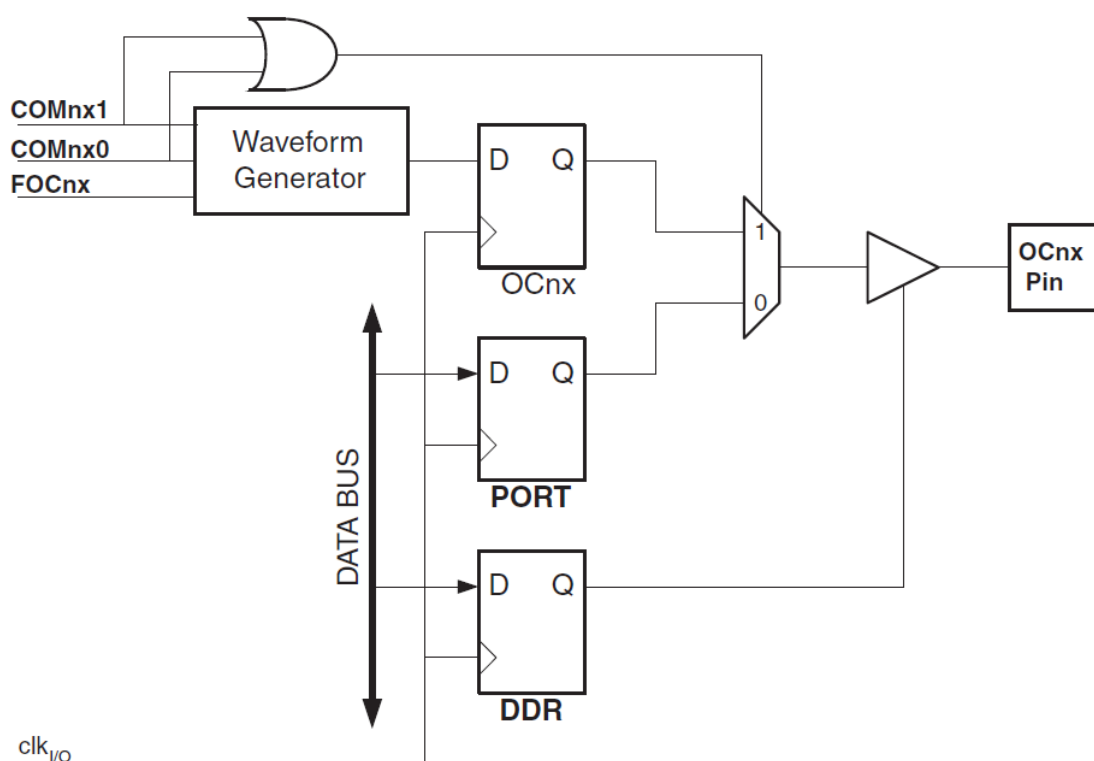 COMnx1
COMnx0
FOCnx
Waveform
Generator
D Q
OCnx
1
0
OCnx
Pin
D Q
PORT
DATA BUS
D Q
DDR
clkI/O